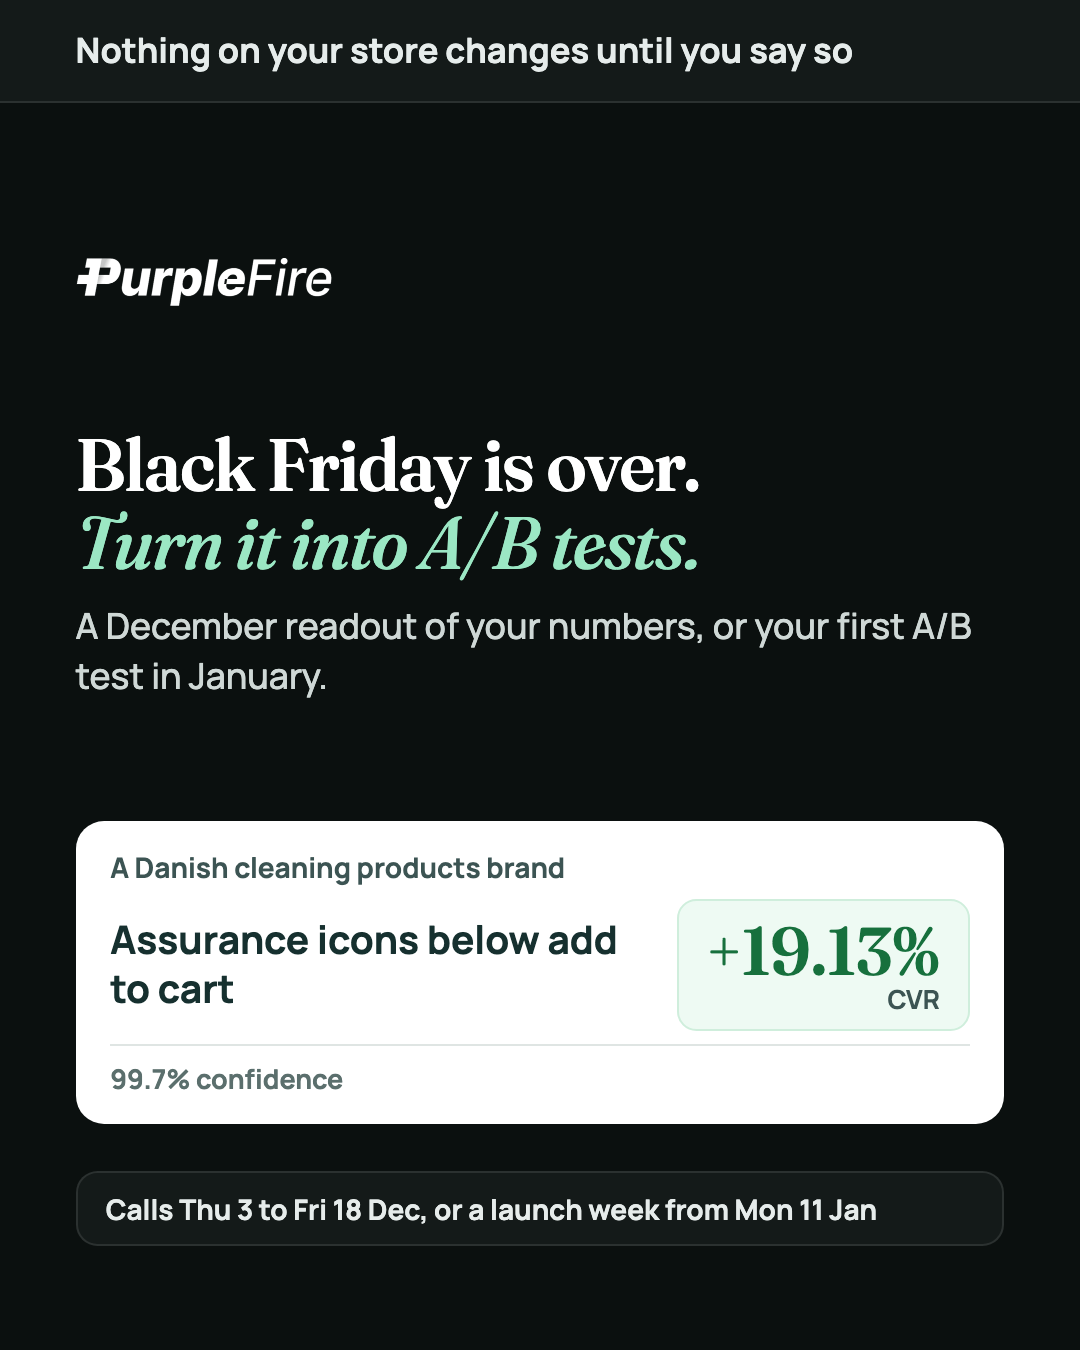 Nothing on your store changes until you say so
PurpleFire
Black Friday is over.
Turn it into A/B tests.
A December readout of your numbers, or your first A/B
test in January.
A Danish cleaning products brand
Assurance icons below add
to cart
+19.13%
CVR
99.7% confidence
Calls Thu 3 to Fri 18 Dec, or a launch week from Mon 11 Jan